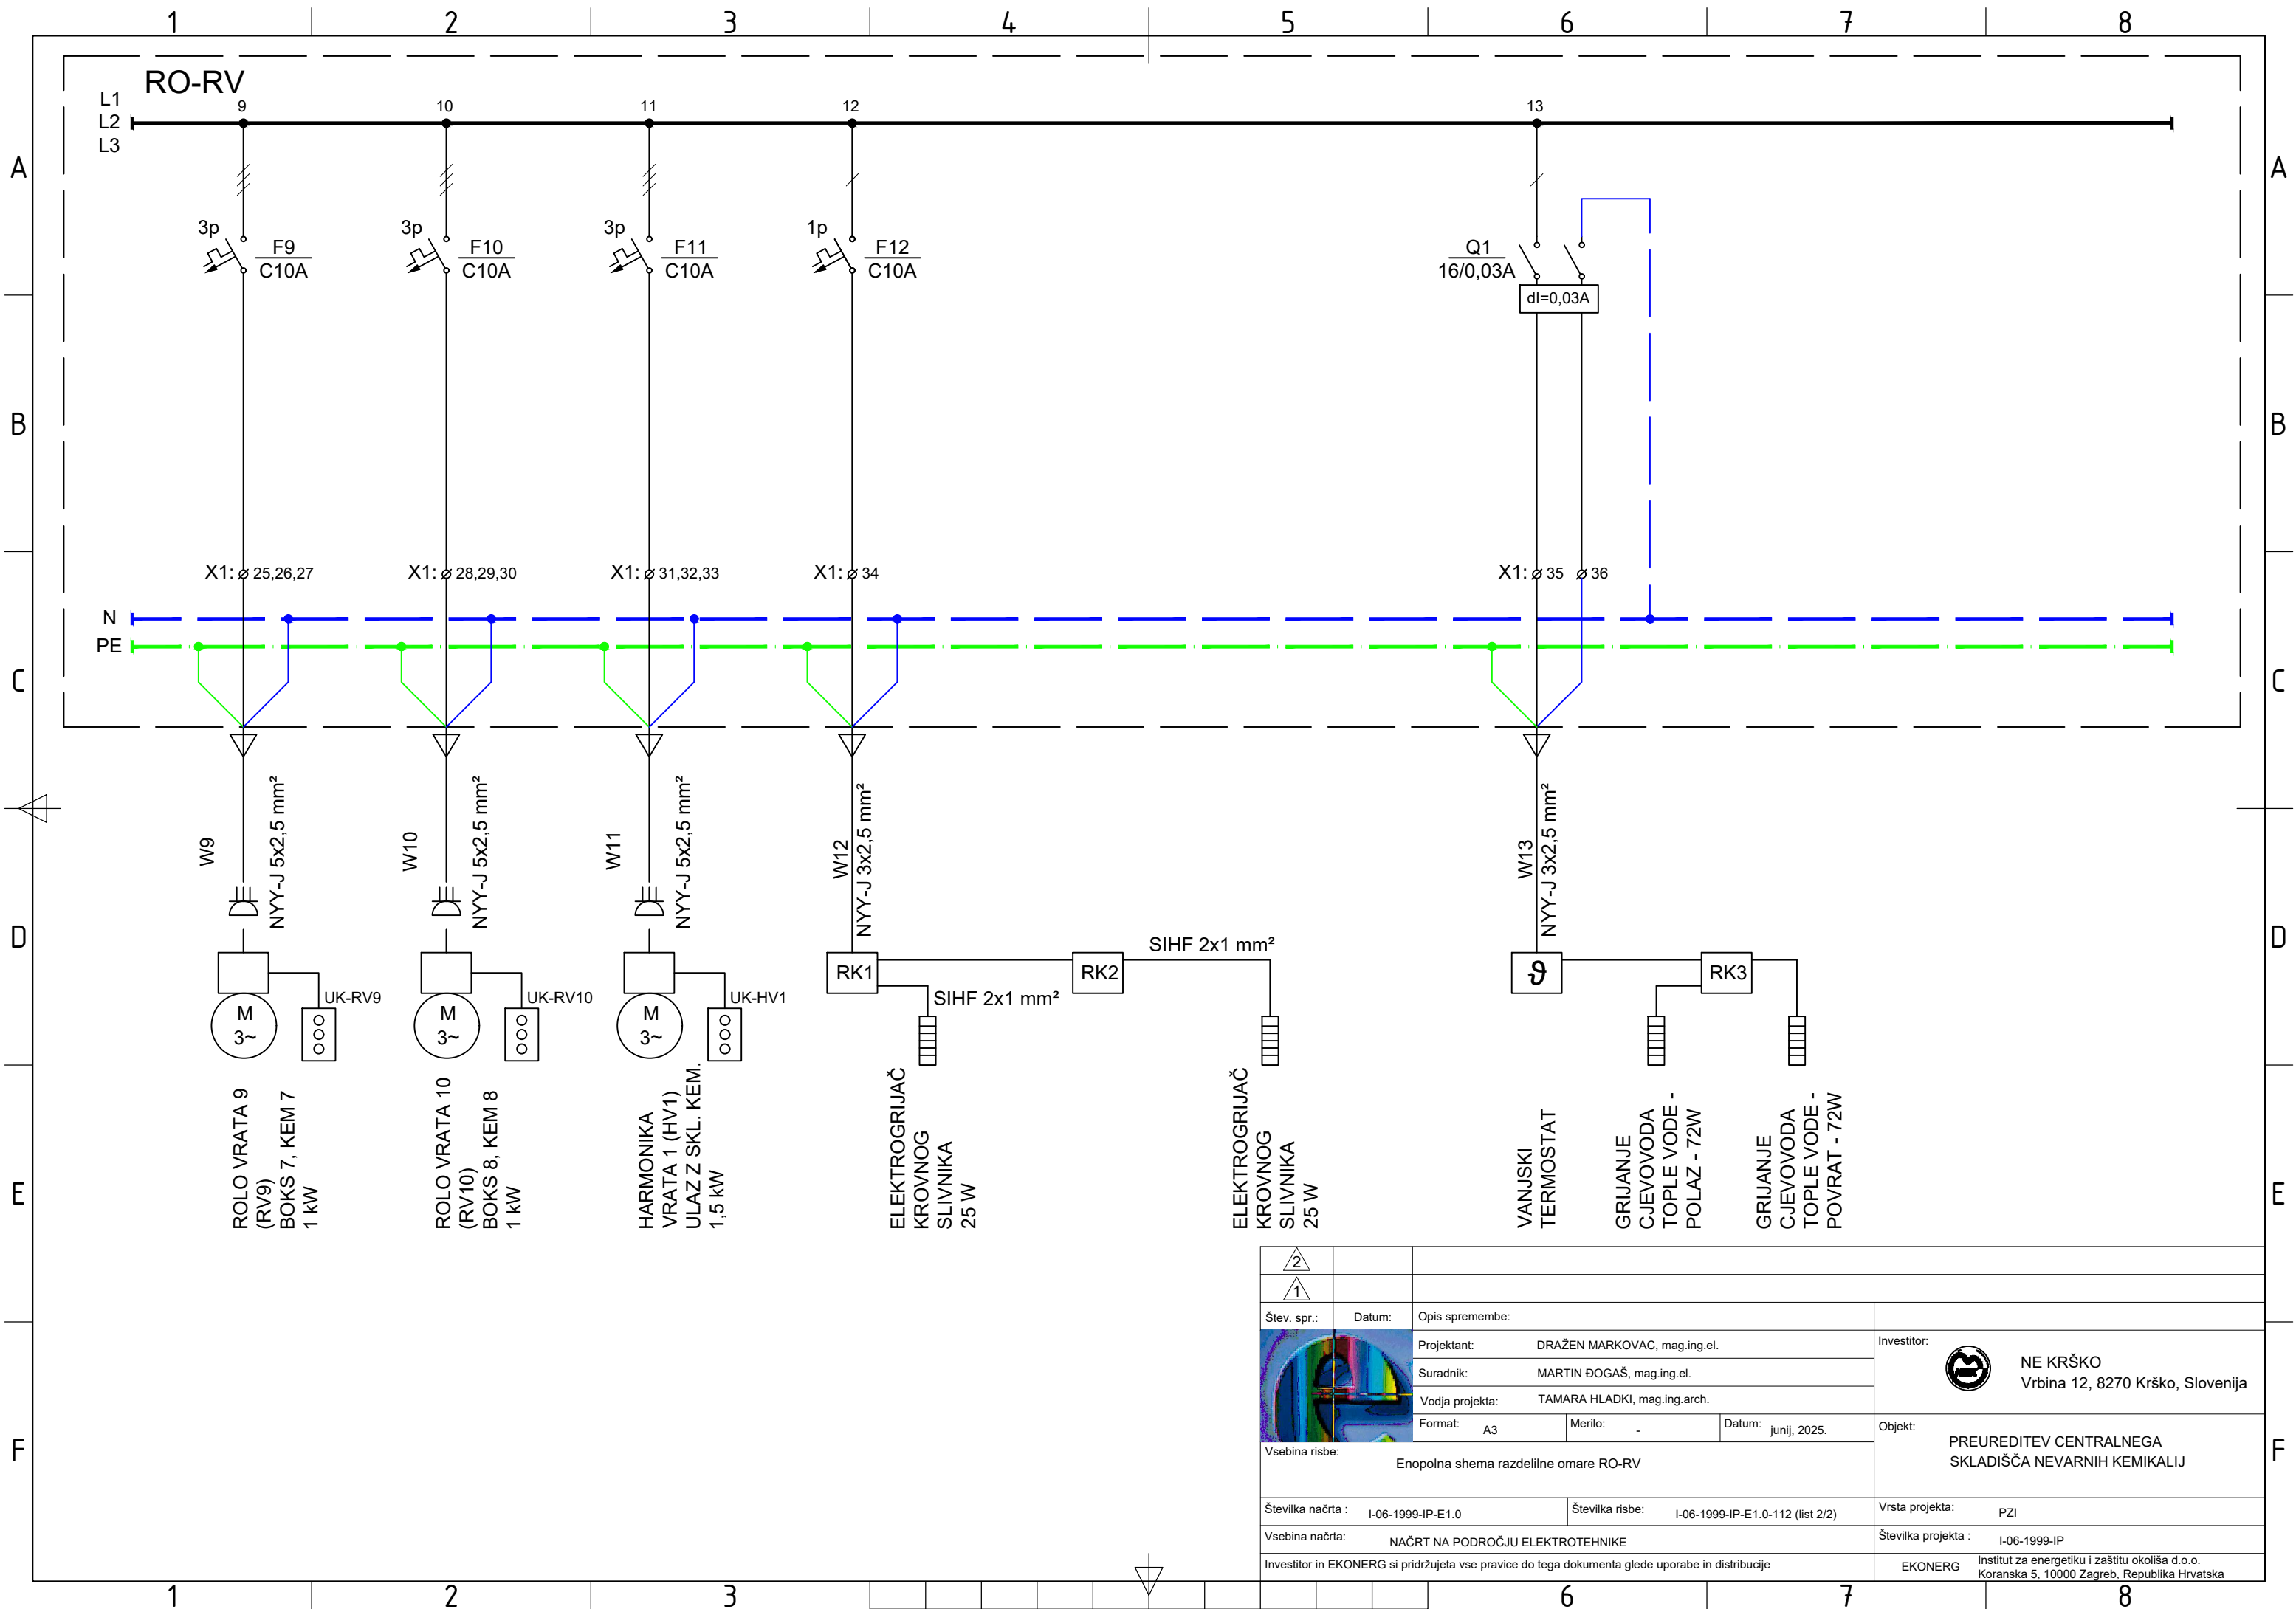 1 2 3 4 5 6 7 8
RO-RV
L1
L2
L3
9 10 11 12 13
A A
3p F9 C10A
3p F10 C10A
3p F11 C10A
1p F12 C10A
Q1 16/0,03A
dI=0,03A
B B
X1: 25,26,27
X1: 28,29,30
X1: 31,32,33
X1: 34
X1: 35 36
N
PE
C C
W9 NYY-J 5x2,5 mm²
W10 NYY-J 5x2,5 mm²
W11 NYY-J 5x2,5 mm²
W12 NYY-J 3x2,5 mm²
W13 NYY-J 3x2,5 mm²
D D
M 3~ UK-RV9
M 3~ UK-RV10
M 3~ UK-HV1
RK1
SIHF 2x1 mm²
RK2
SIHF 2x1 mm²
ϑ
RK3
ROLO VRATA 9
(RV9)
BOKS 7, KEM 7
1 kW
ROLO VRATA 10
(RV10)
BOKS 8, KEM 8
1 kW
HARMONIKA
VRATA 1 (HV1)
ULAZ Z SKL. KEM.
1,5 kW
ELEKTROGRIJAČ
KROVNOG
SLIVNIKA
25 W
ELEKTROGRIJAČ
KROVNOG
SLIVNIKA
25 W
VANJSKI
TERMOSTAT
GRIJANJE
CJEVOVODA
TOPLE VODE -
POLAZ - 72W
GRIJANJE
CJEVOVODA
TOPLE VODE -
POVRAT - 72W
E E
2
1
Štev. spr.: Datum: Opis spremembe:
Projektant: DRAŽEN MARKOVAC, mag.ing.el.
Suradnik: MARTIN ĐOGAŠ, mag.ing.el.
Vodja projekta: TAMARA HLADKI, mag.ing.arch.
Format: A3 Merilo: - Datum: junij, 2025.
Investitor:
NE KRŠKO
Vrbina 12, 8270 Krško, Slovenija
Objekt:
PREUREDITEV CENTRALNEGA
SKLADIŠČA NEVARNIH KEMIKALIJ
Vsebina risbe:
Enopolna shema razdelilne omare RO-RV
Številka načrta : I-06-1999-IP-E1.0 Številka risbe: I-06-1999-IP-E1.0-112 (list 2/2)
Vrsta projekta: PZI
Vsebina načrta: NAČRT NA PODROČJU ELEKTROTEHNIKE
Številka projekta : I-06-1999-IP
Investitor in EKONERG si pridržujeta vse pravice do tega dokumenta glede uporabe in distribucije
EKONERG Institut za energetiku i zaštitu okoliša d.o.o.
Koranska 5, 10000 Zagreb, Republika Hrvatska
F F
1 2 3 6 7 8